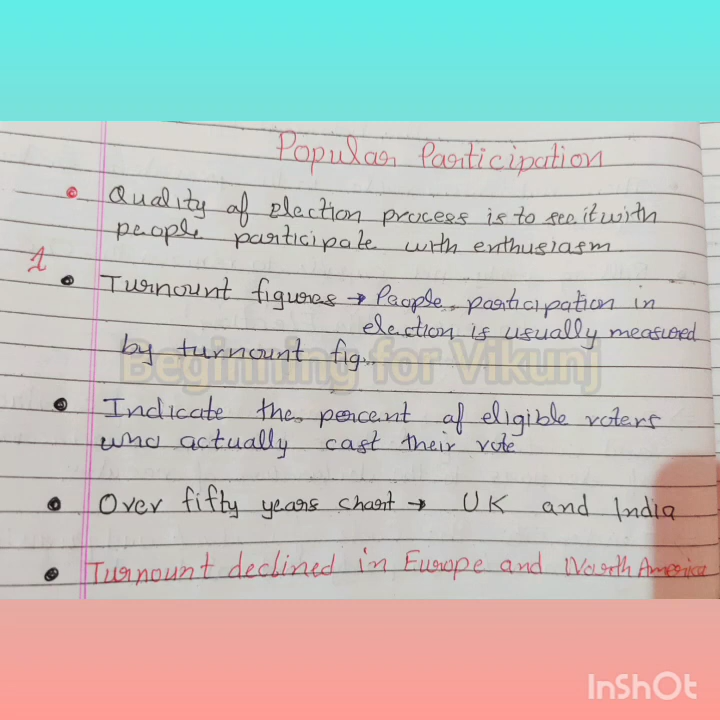 Popular Participation
• Quality of election process is to see it with
people participate with enthusiasm
1
• Turnount figures → People participation in
election is usually measured
by turnount fig..
Beginning for Vikunj
• Indicate the percent of eligible voters
who actually cast their vote
• Over fifty years chart → UK and India
• Turnount declined in Europe and North America
InShOt